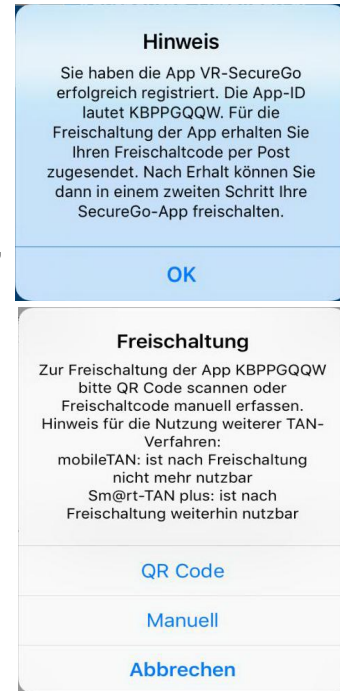 Hinweis
Sie haben die App VR-SecureGo
erfolgreich registriert. Die App-ID
lautet KBPPGQQW. Für die
Freischaltung der App erhalten Sie
Ihren Freischaltcode per Post
zugesendet. Nach Erhalt können Sie
dann in einem zweiten Schritt Ihre
SecureGo-App freischalten.
OK
Freischaltung
Zur Freischaltung der App KBPPGQQW
bitte QR Code scannen oder
Freischaltcode manuell erfassen.
Hinweis für die Nutzung weiterer TAN-
Verfahren:
mobileTAN: ist nach Freischaltung
nicht mehr nutzbar
Sm@rt-TAN plus: ist nach
Freischaltung weiterhin nutzbar
QR Code
Manuell
Abbrechen